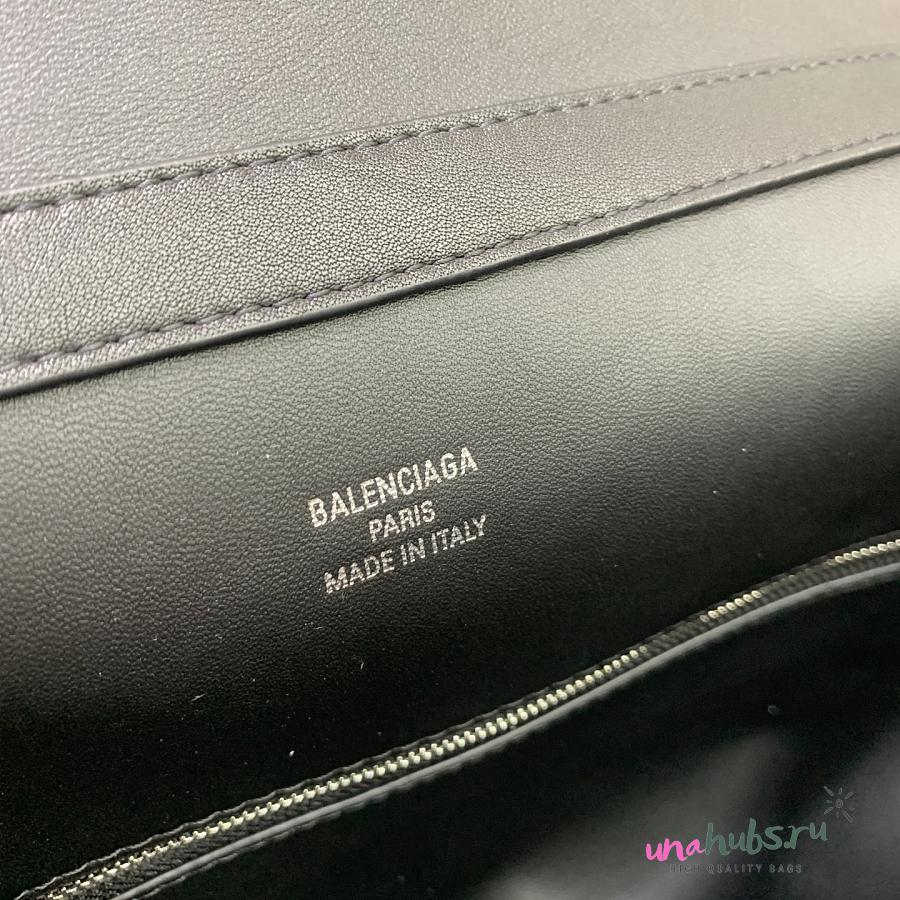 BALENCIAGA
PARIS
MADE IN ITALY
unahubs.ru
HIGH QUALITY BAGS